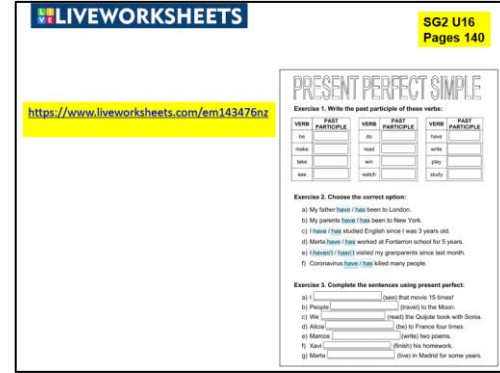 LIVE LIVEWORKSHEETS
SG2 U16
Pages 140
https://www.liveworksheets.com/em143476nz
PRESENT PERFECT SIMPLE
Exercise 1. Write the past participle of these verbs:
VERB PAST PARTICIPLE VERB PAST PARTICIPLE VERB PAST PARTICIPLE
be do have
make read write
take win play
see watch study
Exercise 2. Choose the correct option:
a) My father have / has been to London.
b) My parents have / has been to New York.
c) I have / has studied English since I was 3 years old.
d) Marta have / has worked at Fontarron school for 5 years.
e) I haven't / hasn't visited my granparents since last month.
f) Coronavirus have / has killed many people.
Exercise 3. Complete the sentences using present perfect:
a) I (see) that movie 15 times!
b) People (travel) to the Moon.
c) We (read) the Quijote book with Sonia.
d) Alicia (be) to France four times.
e) Marcos (write) two poems.
f) Xavi (finish) his homework.
g) Marta (live) in Madrid for some years.